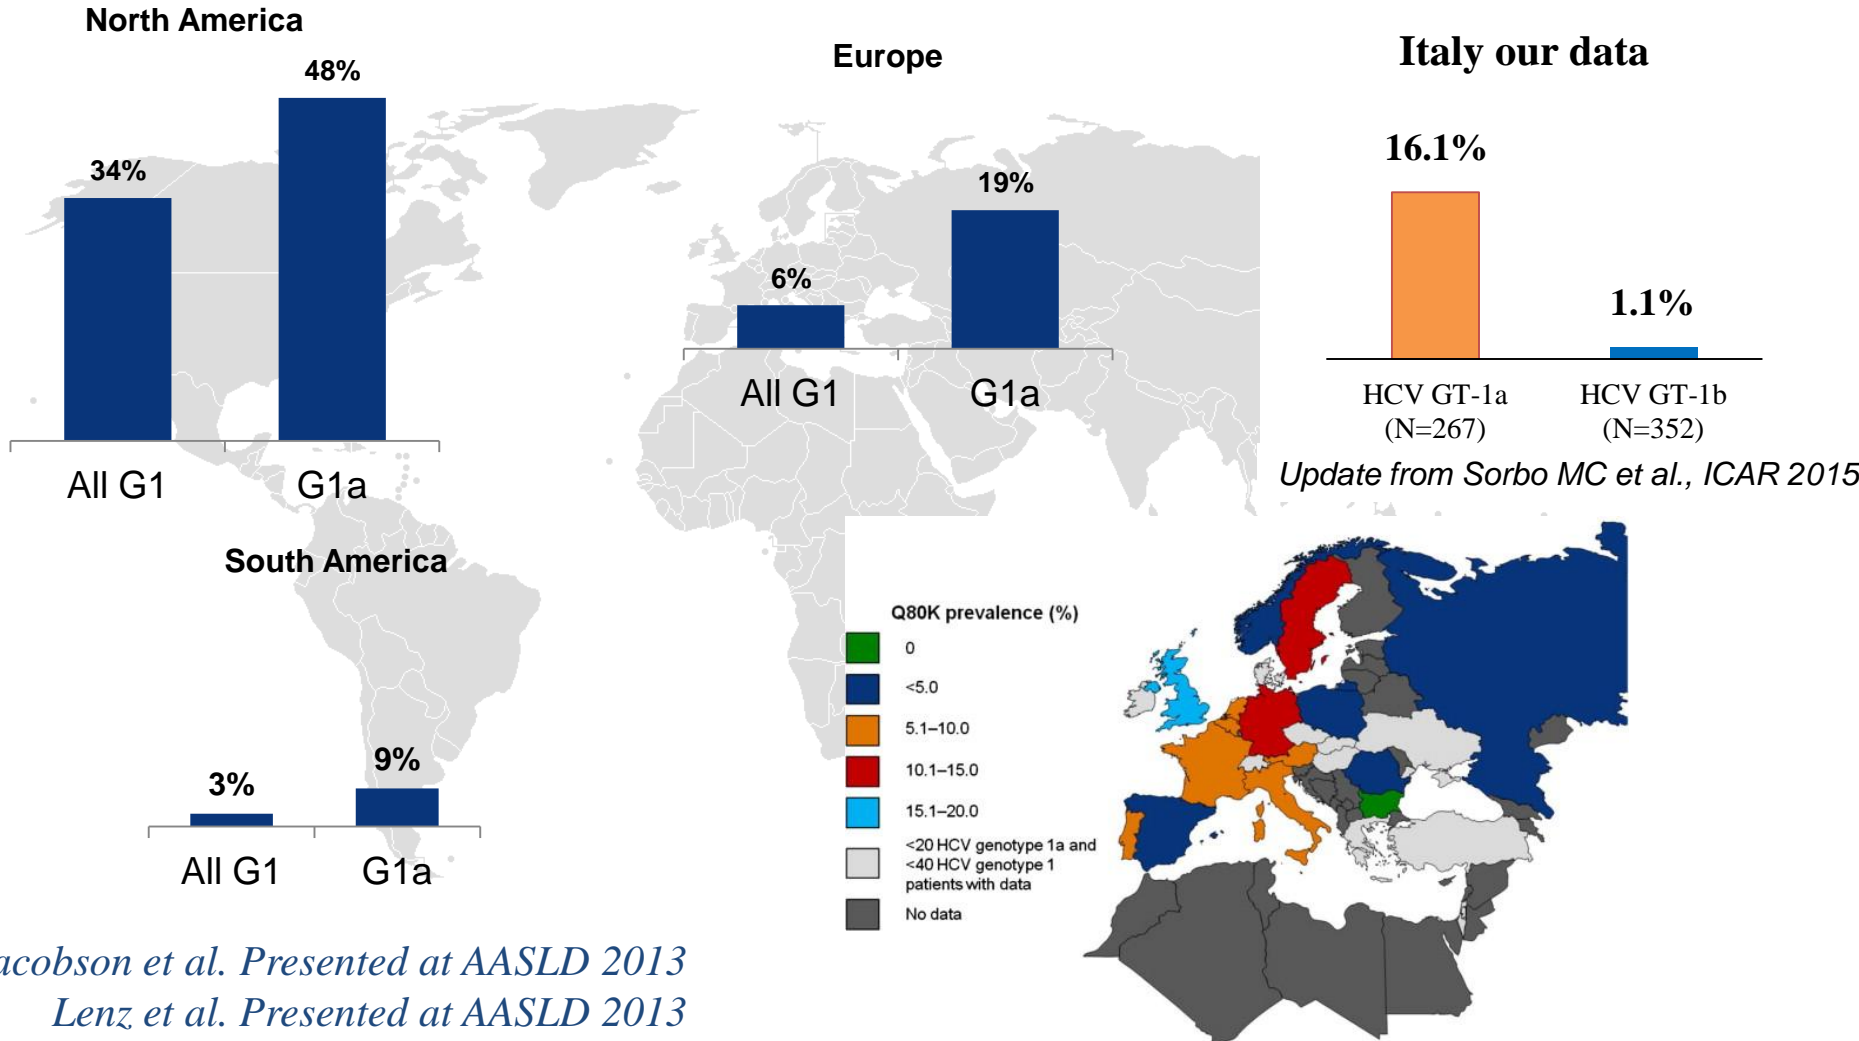 North America
48%
34%
All G1
G1a
Europe
19%
6%
All G1
G1a
Italy our data
16.1%
1.1%
HCV GT-1a
(N=267)
HCV GT-1b
(N=352)
Update from Sorbo MC et al., ICAR 2015
South America
3%
9%
All G1
G1a
Q80K prevalence (%)
0
<5.0
5.1–10.0
10.1–15.0
15.1–20.0
<20 HCV genotype 1a and
<40 HCV genotype 1
patients with data
No data
acobson et al. Presented at AASLD 2013
Lenz et al. Presented at AASLD 2013